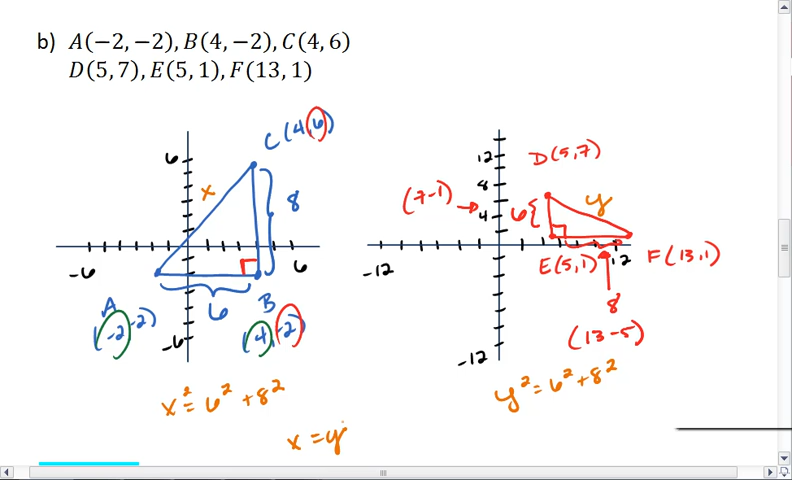 b) A(−2, −2), B(4, −2), C(4, 6)
D(5, 7), E(5, 1), F(13, 1)
C (4, 6)
6
x
8
-6
6
6
A
(-2, -2)
B
(4, -2)
-6
x² = 6² + 8²
x = y
12
D(5, 7)
8
(7-1) →
4
6
y
-12
E(5, 1)
12
F(13, 1)
8
(13-5)
-12
y² = 6² + 8²